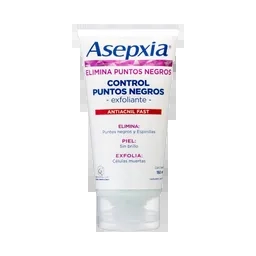 Asepxia
ELIMINA PUNTOS NEGROS
CONTROL
PUNTOS NEGROS
- exfoliante -
ANTIACNIL FAST
ELIMINA:
Puntos negros y Espinillas
PIEL:
Sin brillo
EXFOLIA:
Células muertas